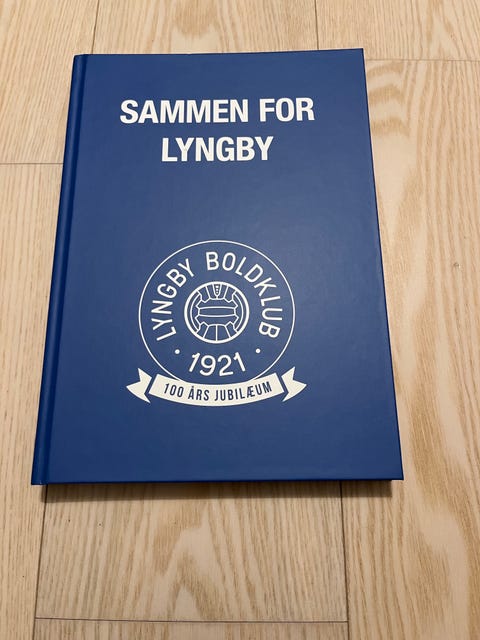 SAMMEN FOR
LYNGBY
LYNGBY BOLDKLUB
· 1921 ·
100 ÅRS JUBILÆUM